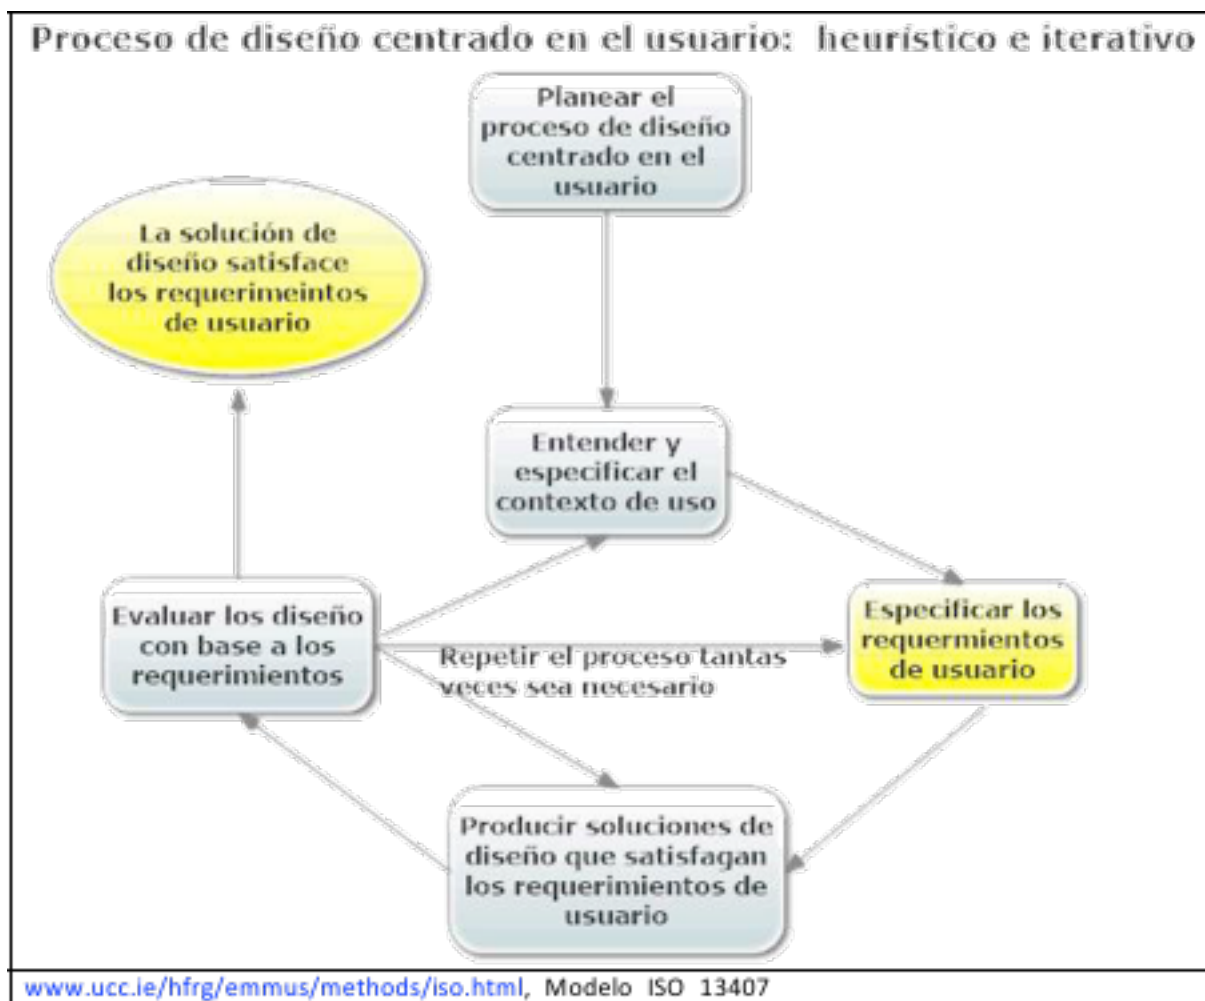 Proceso de diseño centrado en el usuario: heurístico e iterativo
Planear el
proceso de diseño
centrado en el
usuario
La solución de
diseño satisface
los requerimeintos
de usuario
Entender y
especificar el
contexto de uso
Evaluar los diseño
con base a los
requerimientos
Repetir el proceso tantas
veces sea necesario
Especificar los
requermientos
de usuario
Producir soluciones de
diseño que satisfagan
los requerimientos de
usuario
www.ucc.ie/hfrg/emmus/methods/iso.html, Modelo ISO 13407